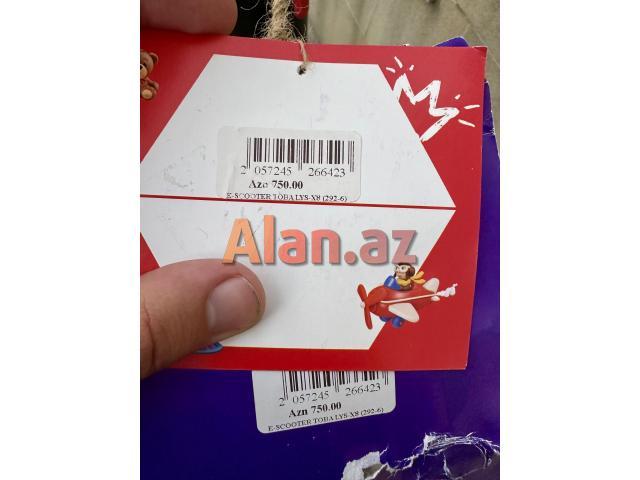 2 057245 266423
Azn 750.00
E-SCOOTER TOBA LYS-X8 (292-6)
Alan.az
2 057245 266423
Azn 750.00
E-SCOOTER TOBA LYS-X8 (292-6)